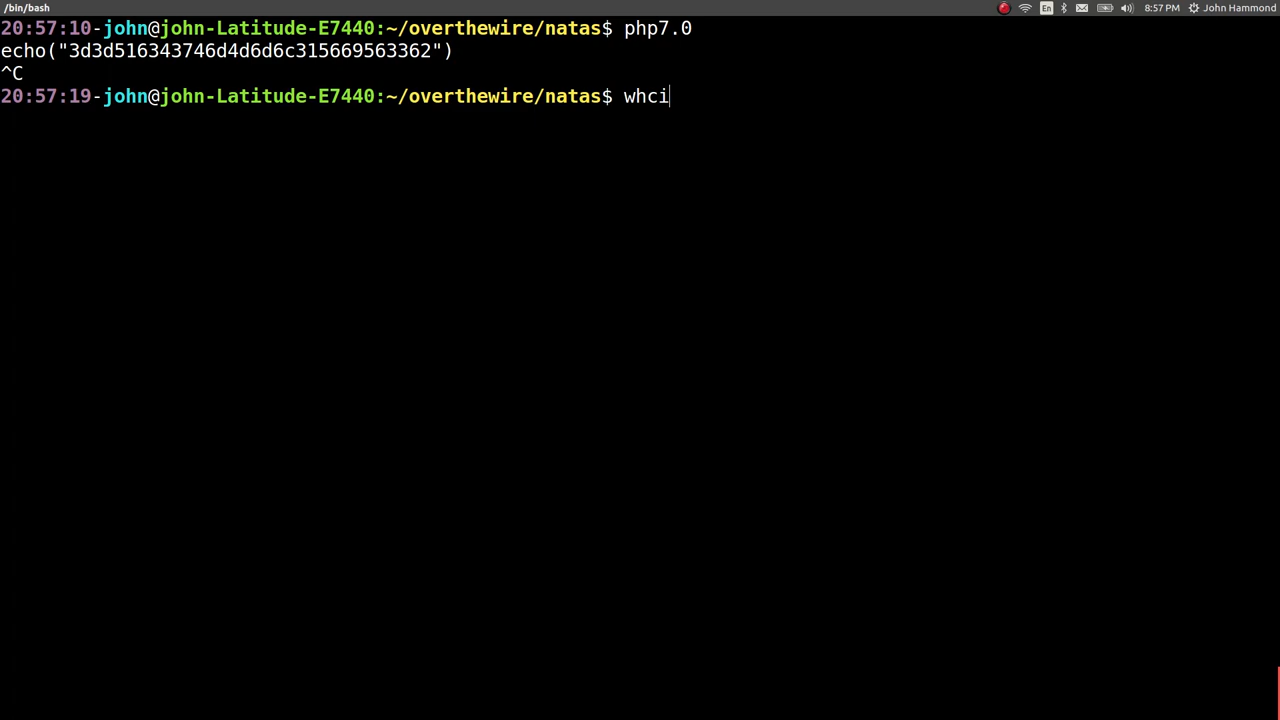 /bin/bash En 8:57 PM John Hammond
20:57:10-john@john-Latitude-E7440:~/overthewire/natas$ php7.0
echo("3d3d516343746d4d6d6c315669563362")
^C
20:57:19-john@john-Latitude-E7440:~/overthewire/natas$ whci